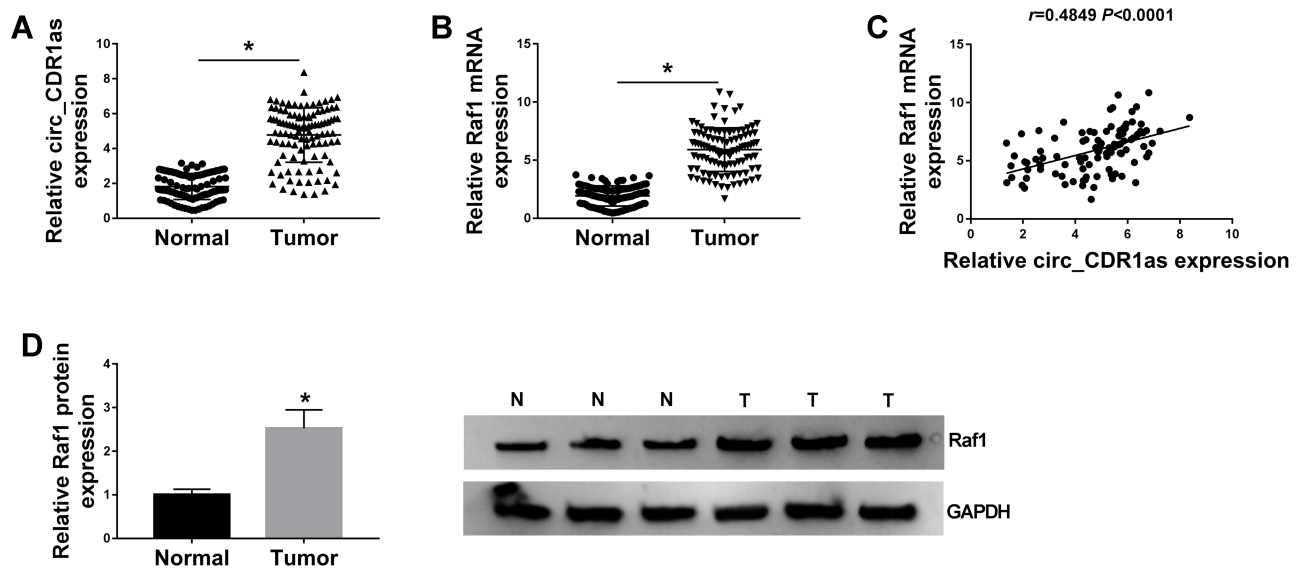 A
Relative circ_CDR1as
expression
10
8
6
4
2
0
*
Normal
Tumor
B
Relative Raf1 mRNA
expression
15
10
5
0
*
Normal
Tumor
C
r=0.4849 P<0.0001
Relative Raf1 mRNA
expression
15
10
5
0
0 2 4 6 8 10
Relative circ_CDR1as expression
D
Relative Raf1 protein
expression
4
3
2
1
0
*
Normal
Tumor
N N N T T T
Raf1
GAPDH